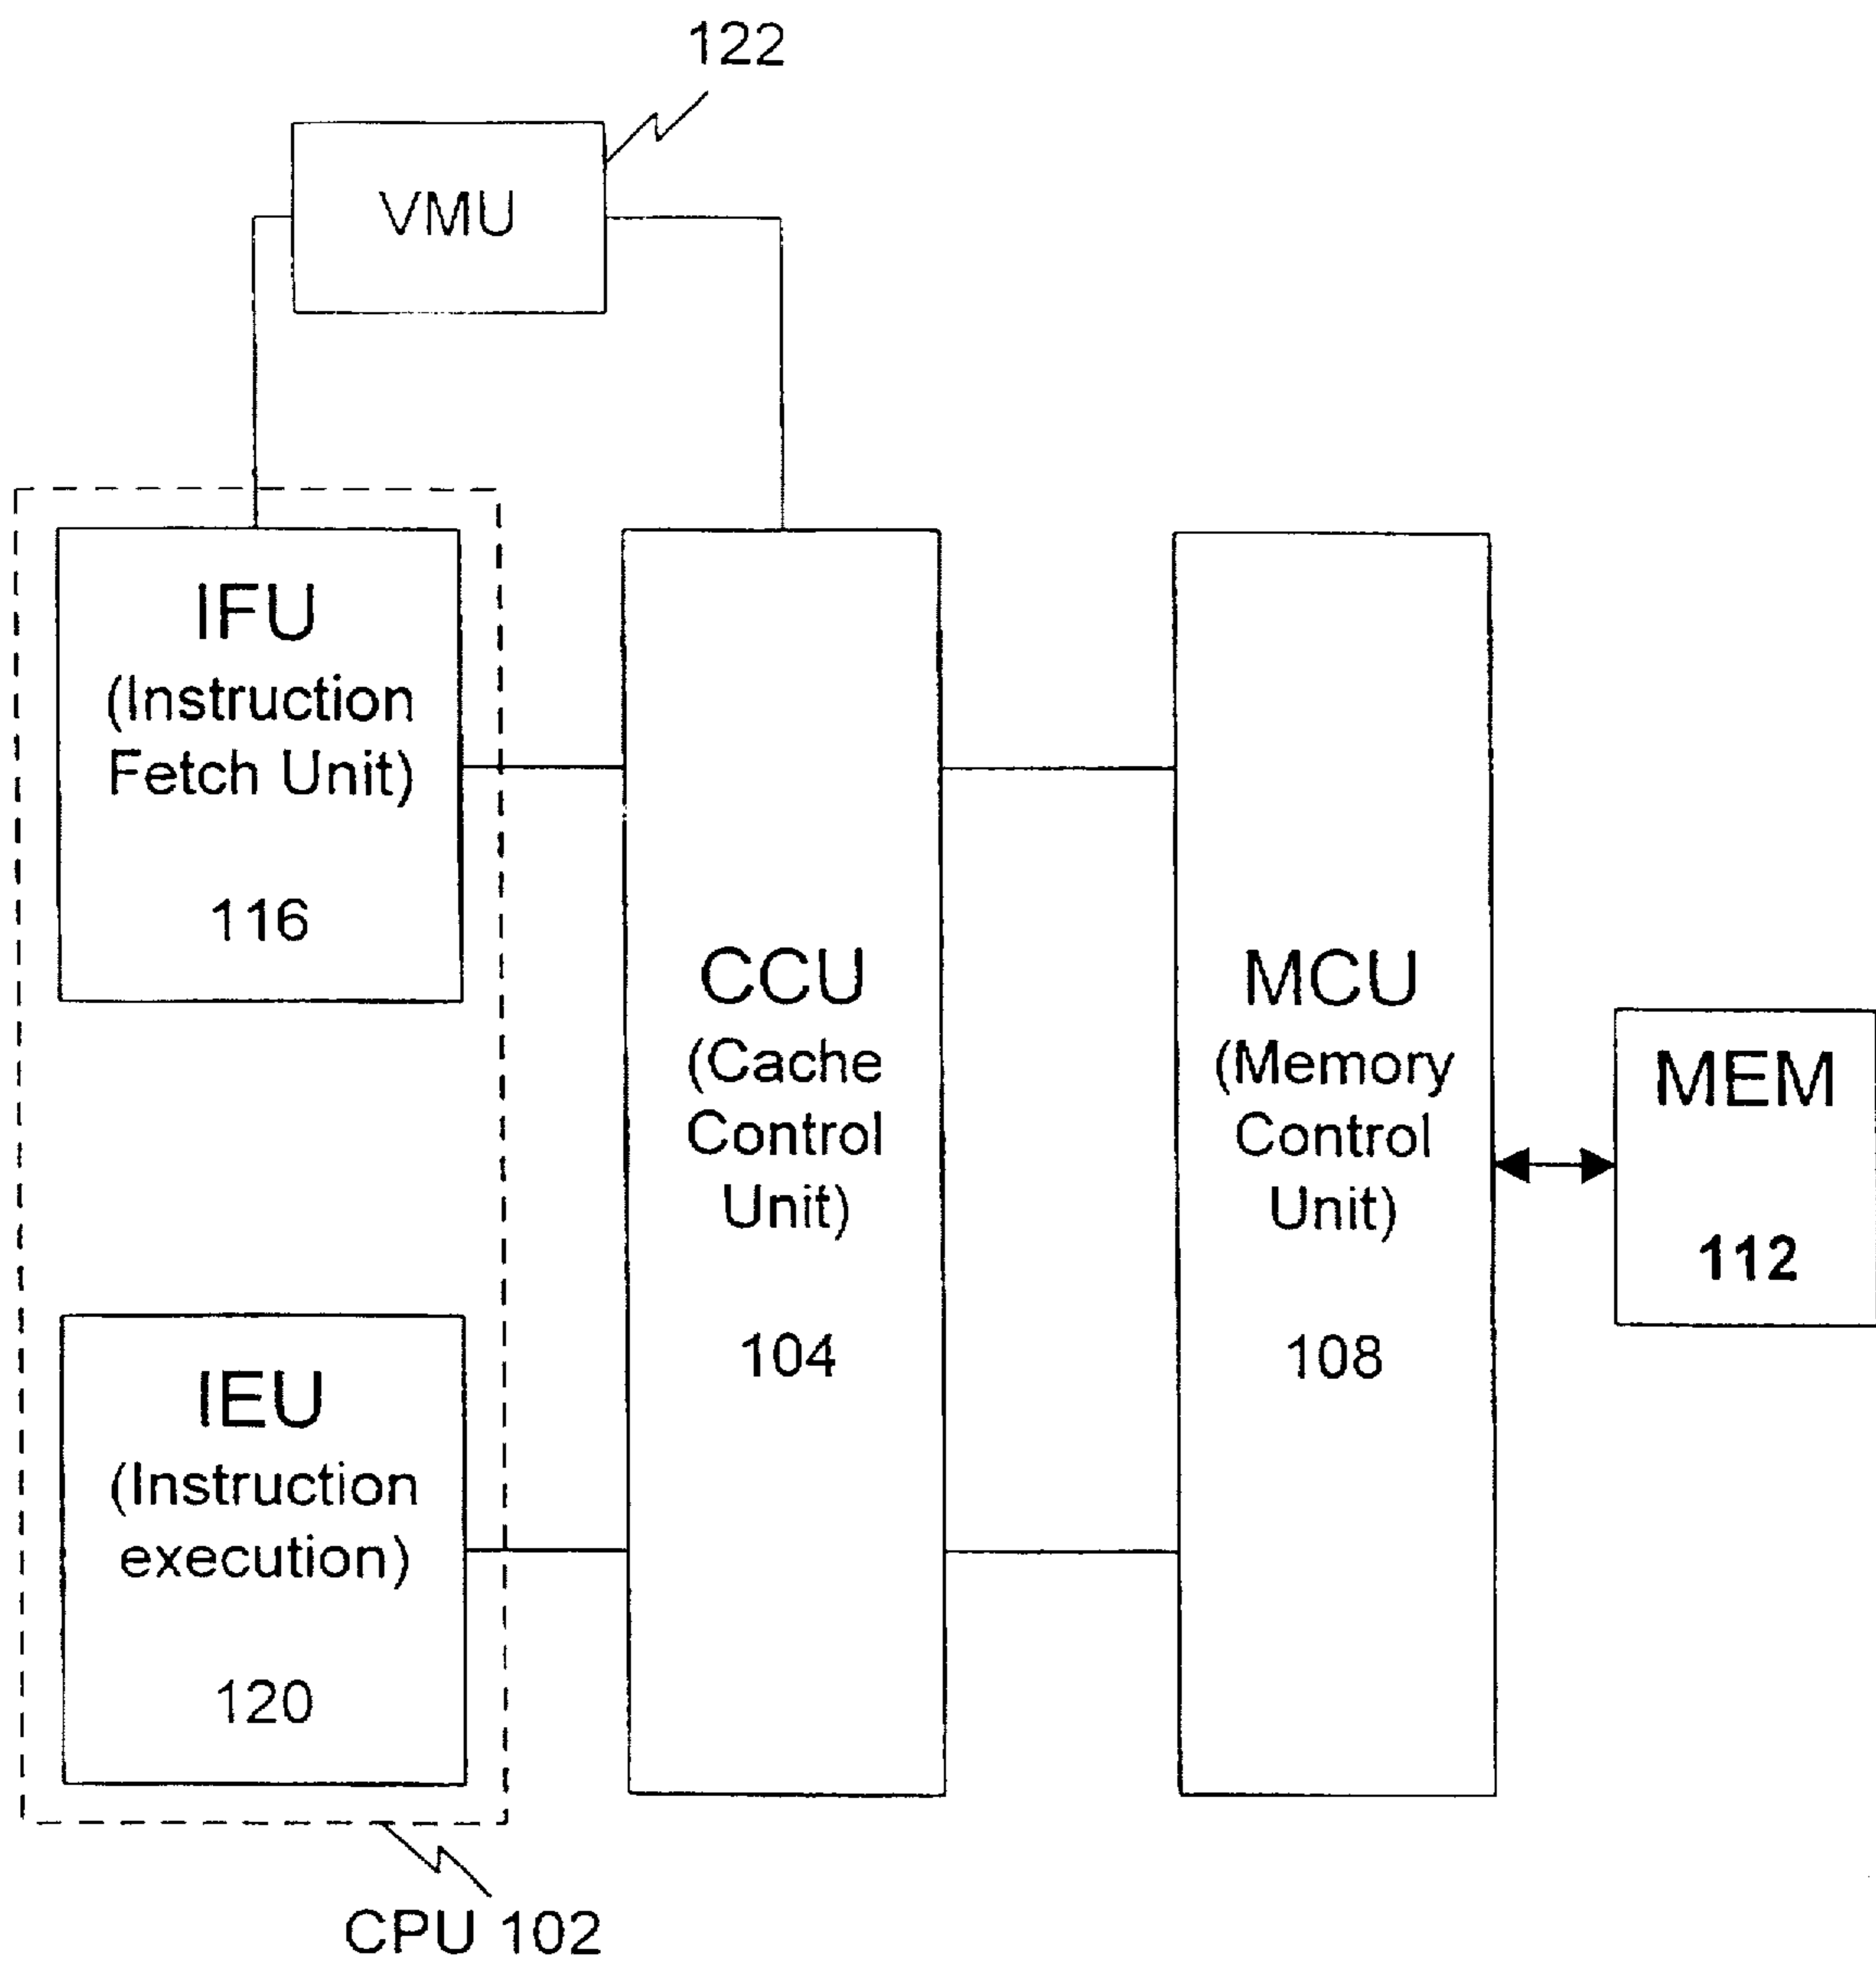 122
VMU
IFU
(Instruction
Fetch Unit)
116
IEU
(Instruction
execution)
120
CPU 102
CCU
(Cache
Control
Unit)
104
MCU
(Memory
Control
Unit)
108
MEM
112